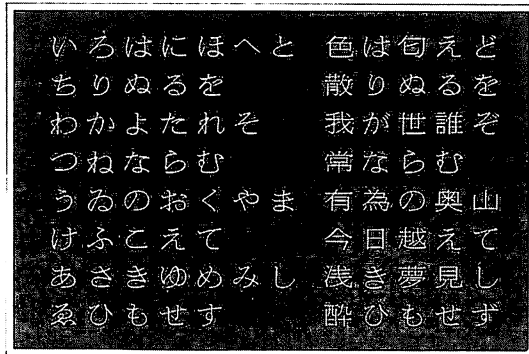 いろはにほへと 色は匂えど
ちりぬるを 散りぬるを
わかよたれそ 我が世誰ぞ
つねならむ 常ならむ
うゐのおくやま 有為の奥山
けふこえて 今日越えて
あさきゆめみし 浅き夢見し
ゑひもせす 酔ひもせず